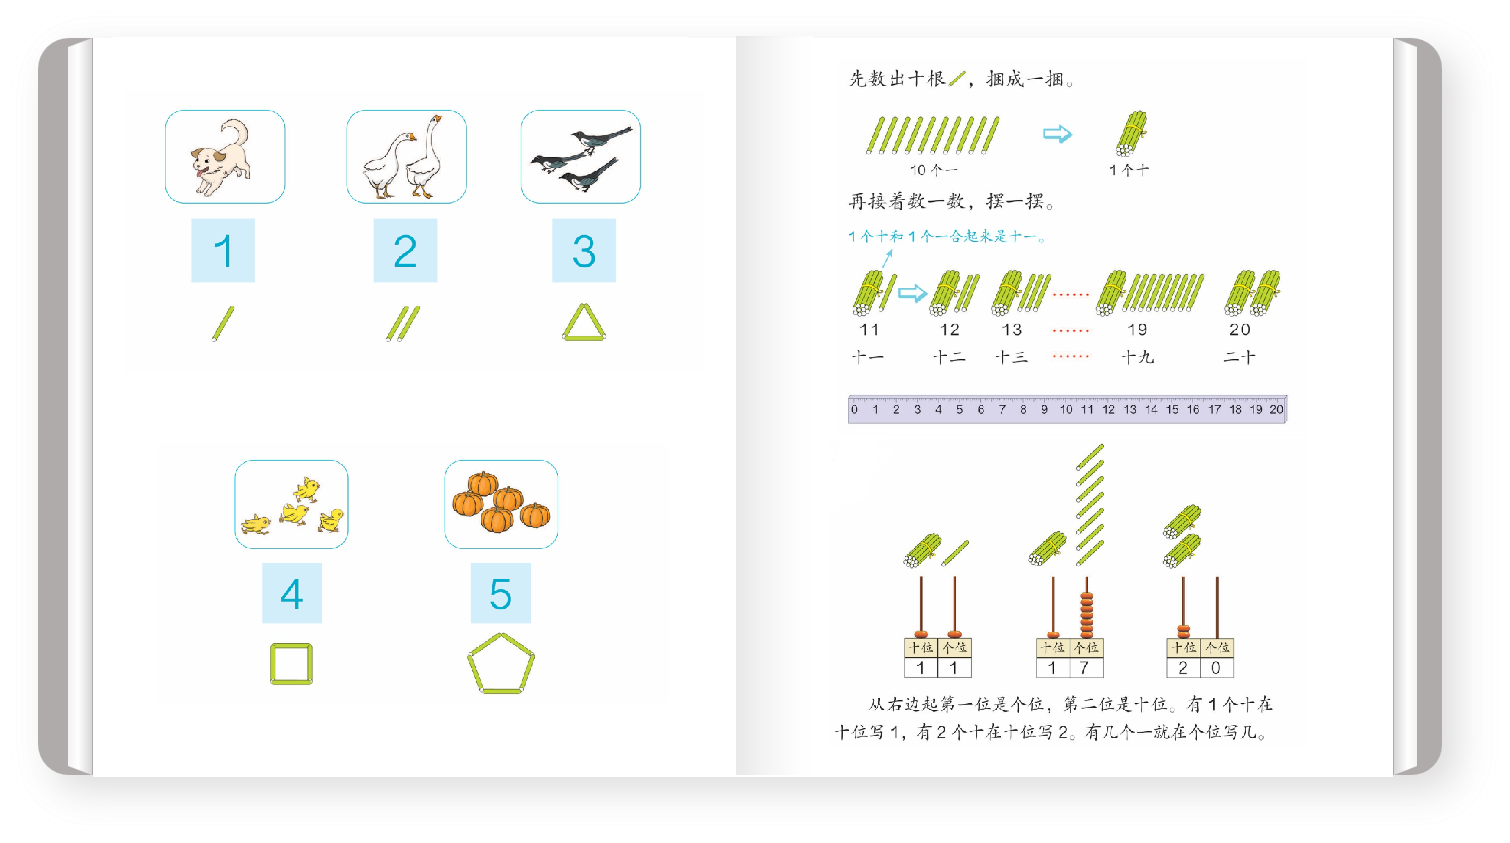 1 2 3
4 5
先数出十根，捆成一捆。
10个一 1个十
再接着数一数，摆一摆。
1个十和1个一合起来是十一。
11 12 13 …… 19 20
十一 十二 十三 …… 十九 二十
0 1 2 3 4 5 6 7 8 9 10 11 12 13 14 15 16 17 18 19 20
十位 个位 十位 个位 十位 个位
1 1 1 7 2 0
从右边起第一位是个位，第二位是十位。有1个十在
十位写1，有2个十在十位写2。有几个一就在个位写几。